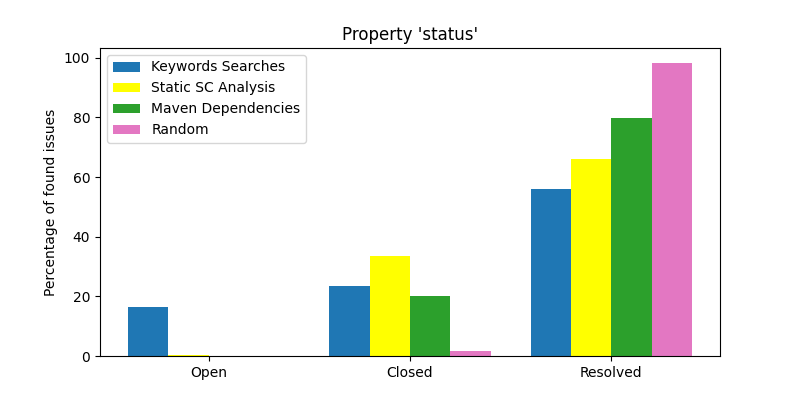 Property 'status'
Keywords Searches
Static SC Analysis
Maven Dependencies
Random
Percentage of found issues
100
80
60
40
20
0
Open
Closed
Resolved